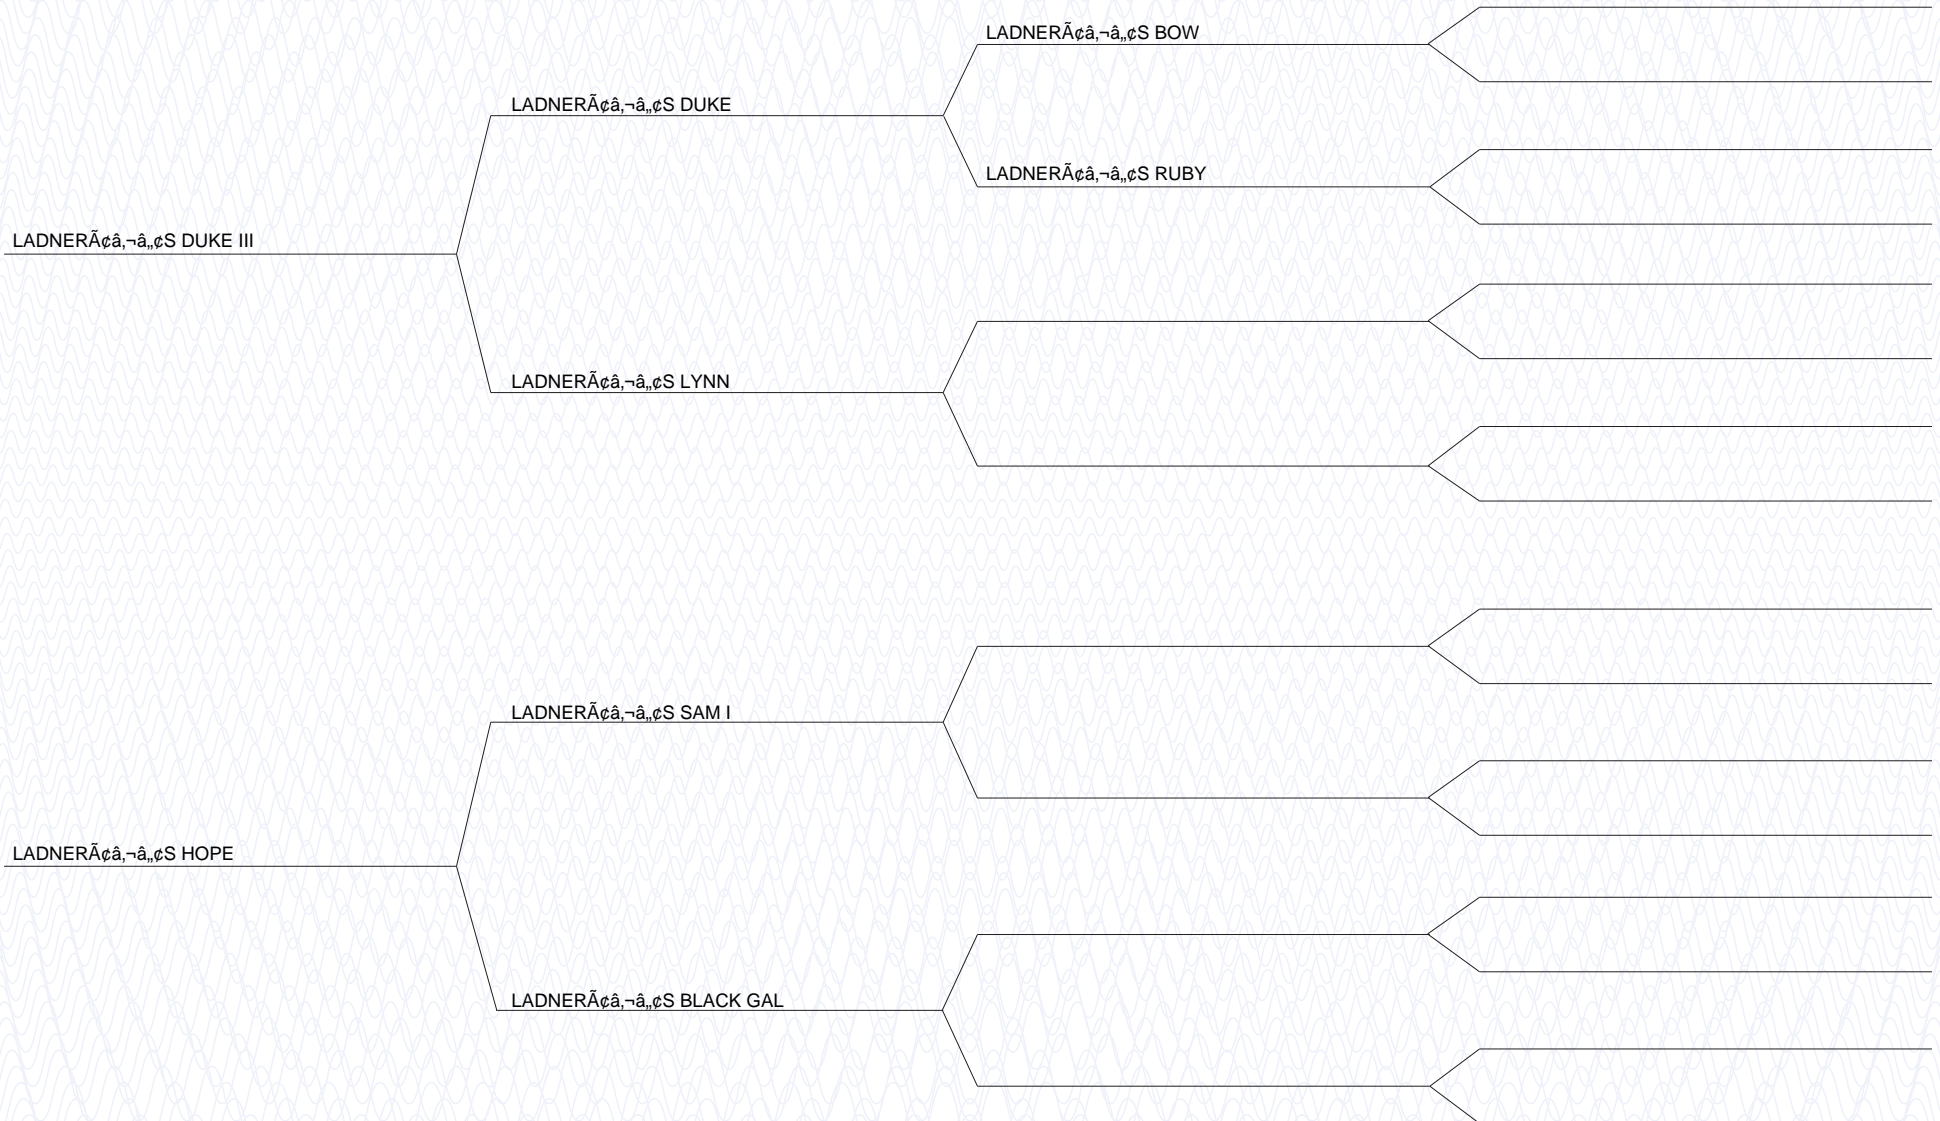 LADNERÃ¢â‚¬â„¢S BOW
LADNERÃ¢â‚¬â„¢S DUKE
LADNERÃ¢â‚¬â„¢S RUBY
LADNERÃ¢â‚¬â„¢S DUKE III
LADNERÃ¢â‚¬â„¢S LYNN
LADNERÃ¢â‚¬â„¢S SAM I
LADNERÃ¢â‚¬â„¢S HOPE
LADNERÃ¢â‚¬â„¢S BLACK GAL